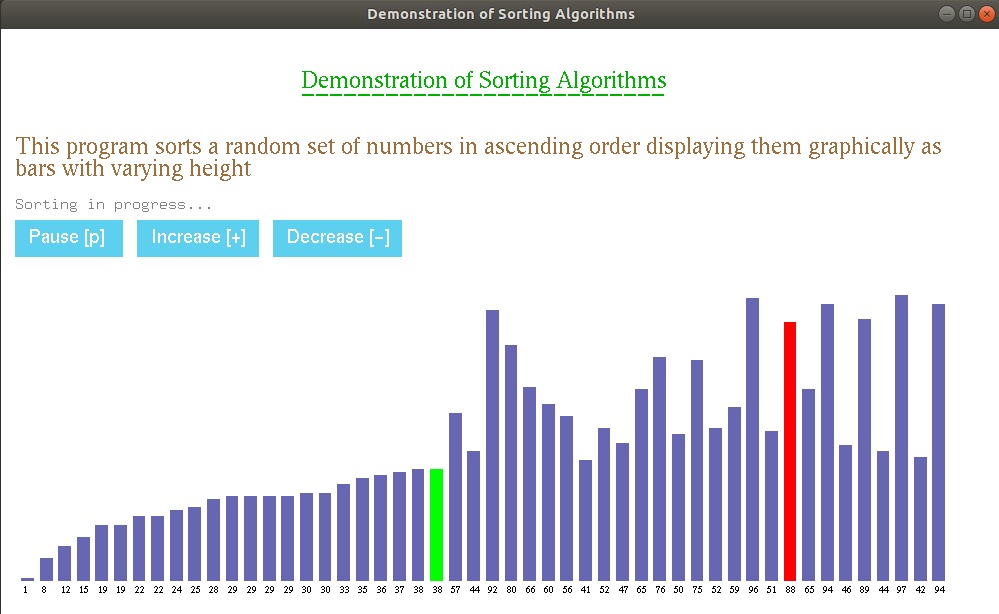 Demonstration of Sorting Algorithms
Demonstration of Sorting Algorithms
This program sorts a random set of numbers in ascending order displaying them graphically as
bars with varying height
Sorting in progress...
Pause [p] Increase [+] Decrease [-]
1 8 12 15 19 19 22 22 24 25 28 29 29 29 29 30 30 33 35 36 37 38 38 57 44 92 80 66 60 56 41 52 47 65 76 50 75 52 59 96 51 88 65 94 46 89 44 97 42 94